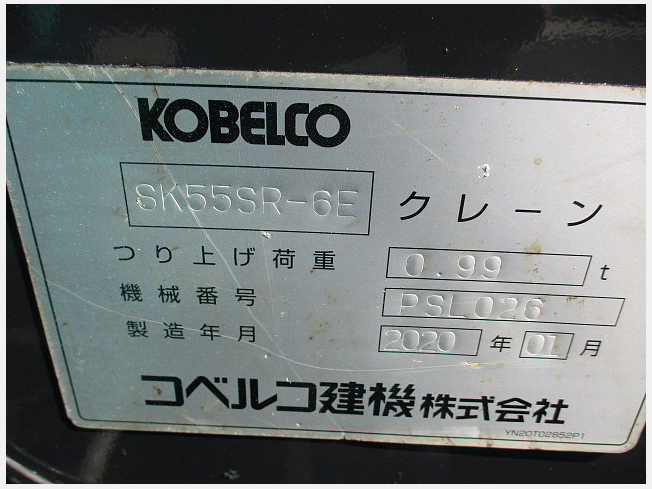 KOBELCO
SK55SR-6E クレーン
つり上げ荷重 0.99 t
機械番号 PSL026
製造年月 2020 年 01 月
コベルコ建機株式会社
YN20T02852P1